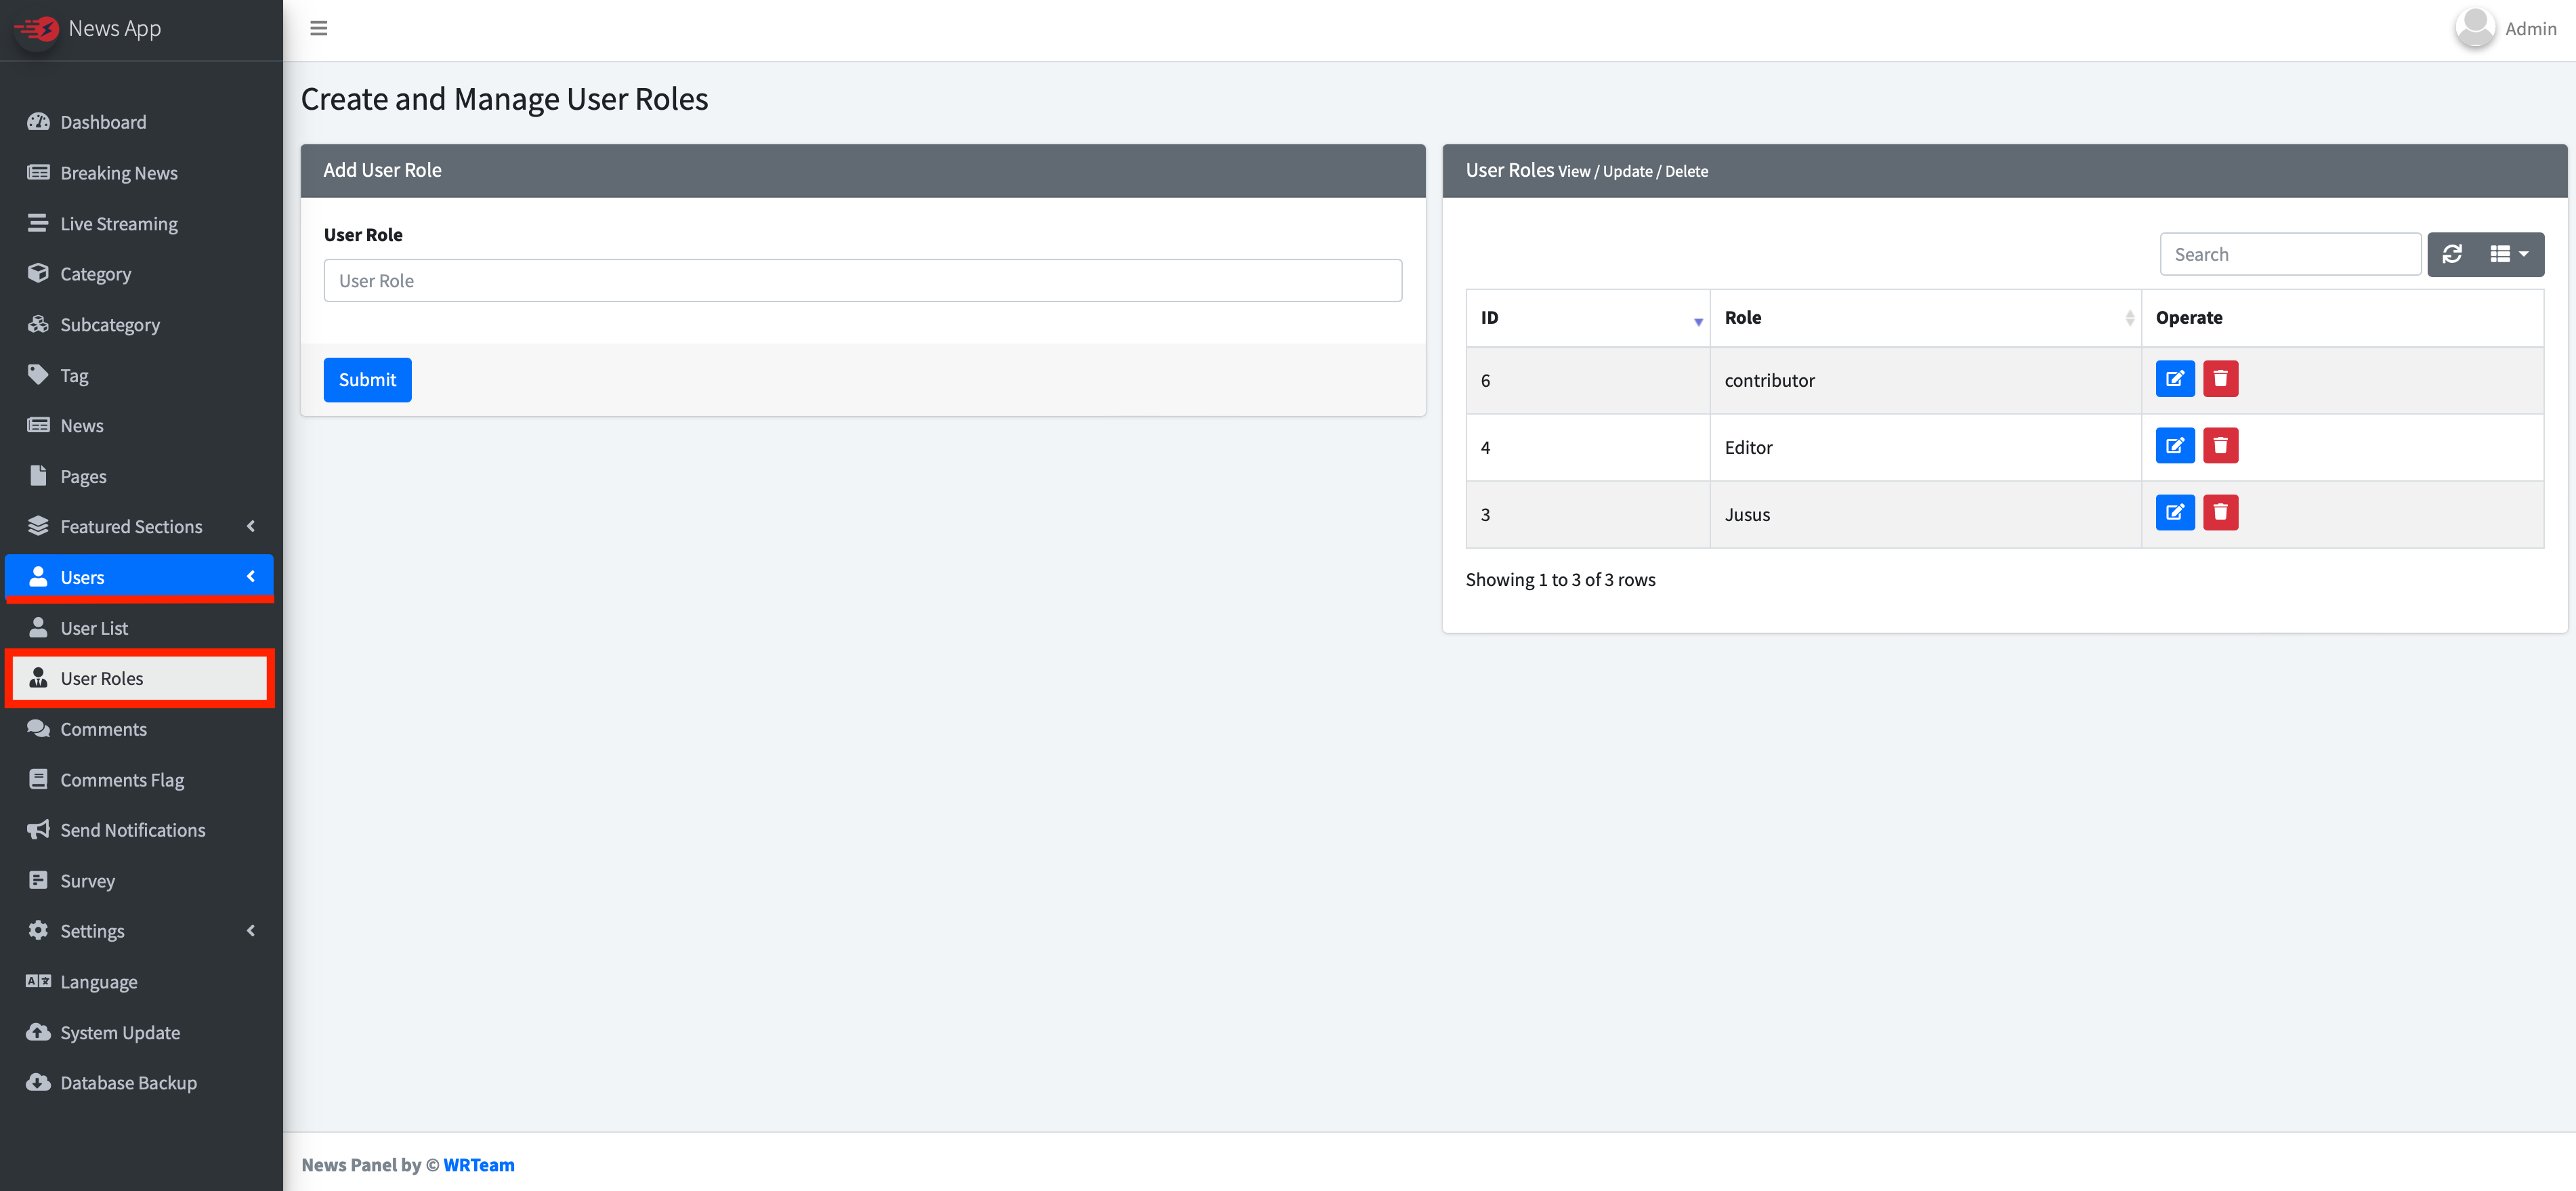 News App
Admin
Dashboard
Breaking News
Live Streaming
Category
Subcategory
Tag
News
Pages
Featured Sections
Users
User List
User Roles
Comments
Comments Flag
Send Notifications
Survey
Settings
Language
System Update
Database Backup
Create and Manage User Roles
Add User Role
User Role
User Role
Submit
User Roles View / Update / Delete
Search
ID Role Operate
6 contributor
4 Editor
3 Jusus
Showing 1 to 3 of 3 rows
News Panel by © WRTeam